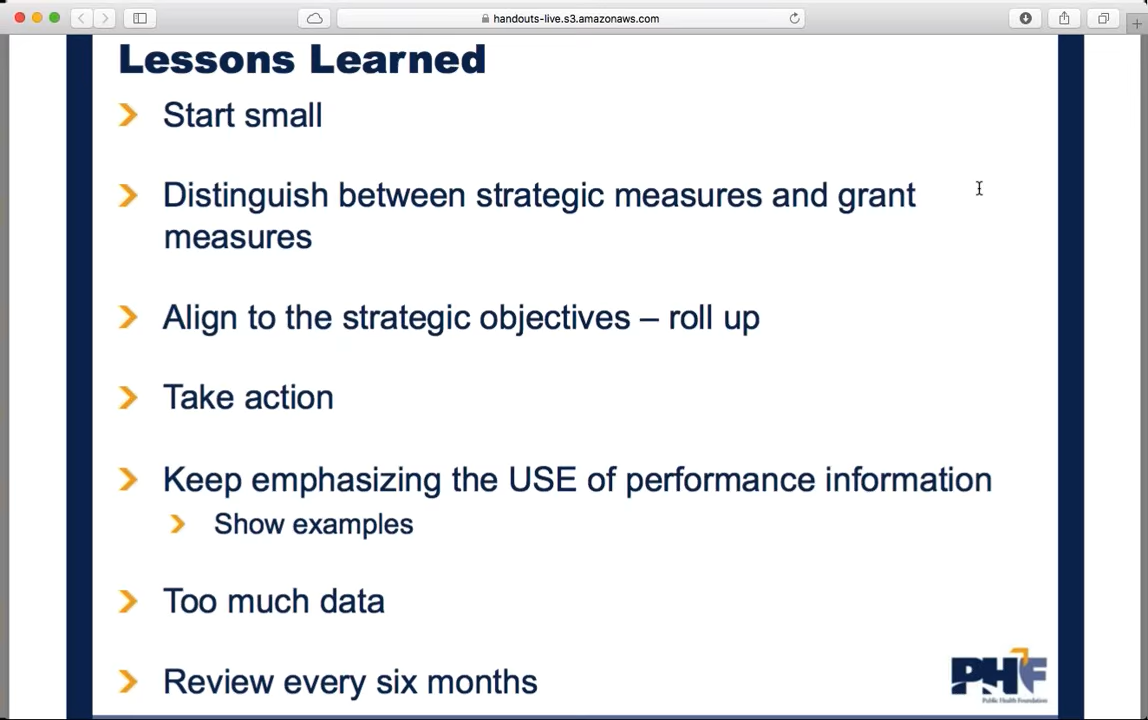 handouts-live.s3.amazonaws.com
Lessons Learned
Start small
Distinguish between strategic measures and grant
measures
Align to the strategic objectives – roll up
Take action
Keep emphasizing the USE of performance information
Show examples
Too much data
Review every six months
PHF
Public Health Foundation